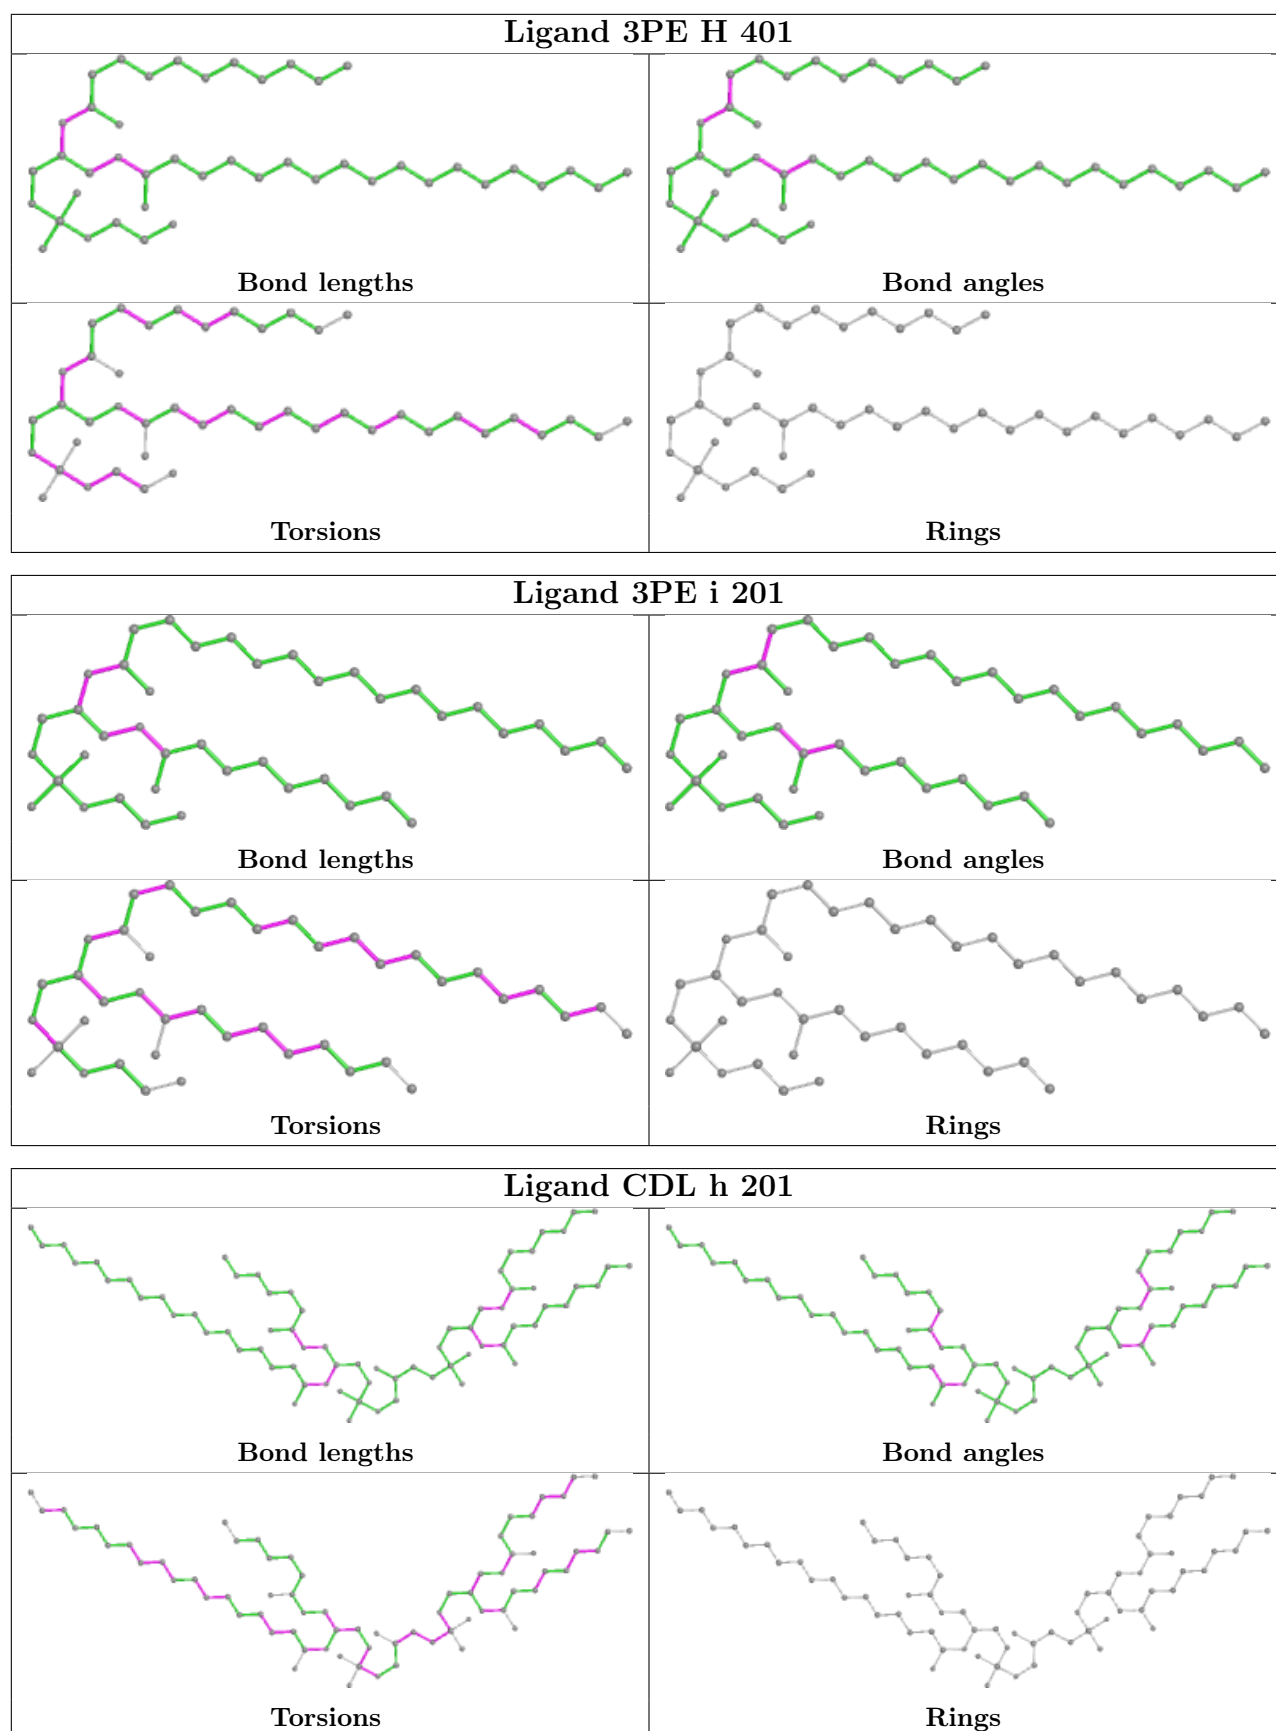 Ligand 3PE H 401
Bond lengths
Bond angles
Torsions
Rings
Ligand 3PE i 201
Bond lengths
Bond angles
Torsions
Rings
Ligand CDL h 201
Bond lengths
Bond angles
Torsions
Rings